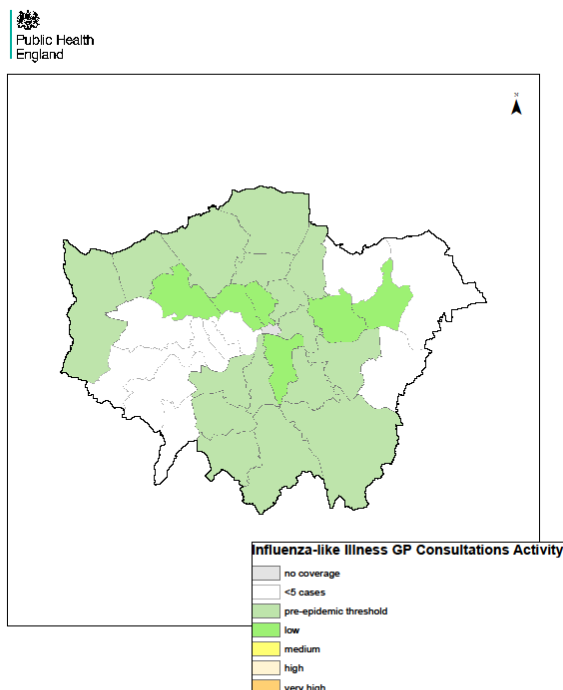 Public Health
England
N
Influenza-like Illness GP Consultations Activity
no coverage
<5 cases
pre-epidemic threshold
low
medium
high
very high